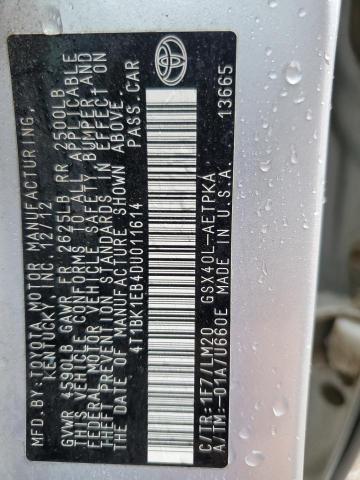 MFD. BY: TOYOTA MOTOR MANUFACTURING
KENTUCKY, INC. 12/12
GVWR 4590LB GAWR FR 2625LB RR 2500LB
THIS VEHICLE CONFORMS TO ALL APPLICABLE
FEDERAL MOTOR VEHICLE SAFETY, BUMPER, AND
THEFT PREVENTION STANDARDS IN EFFECT ON
THE DATE OF MANUFACTURE SHOWN ABOVE.
4T1BK1EB4DU011614 PASS. CAR
C/TR: 1F7/LM20 GSX40L-AETPKA
A/TM: -01A/U660E MADE IN U.S.A. 13665